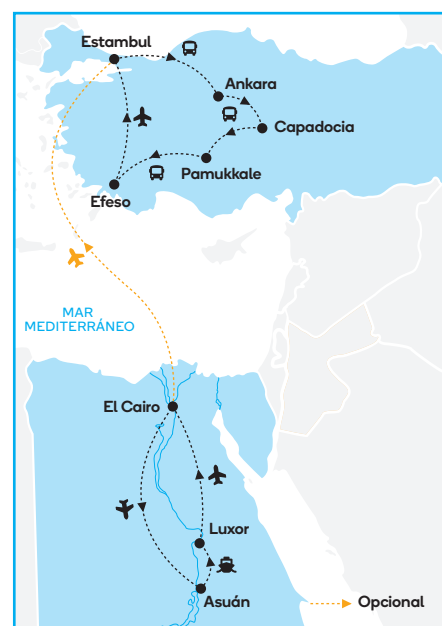 Estambul
Ankara
Capadocia
Pamukkale
Efeso
MAR
MEDITERRÁNEO
El Cairo
Luxor
Asuán
Opcional